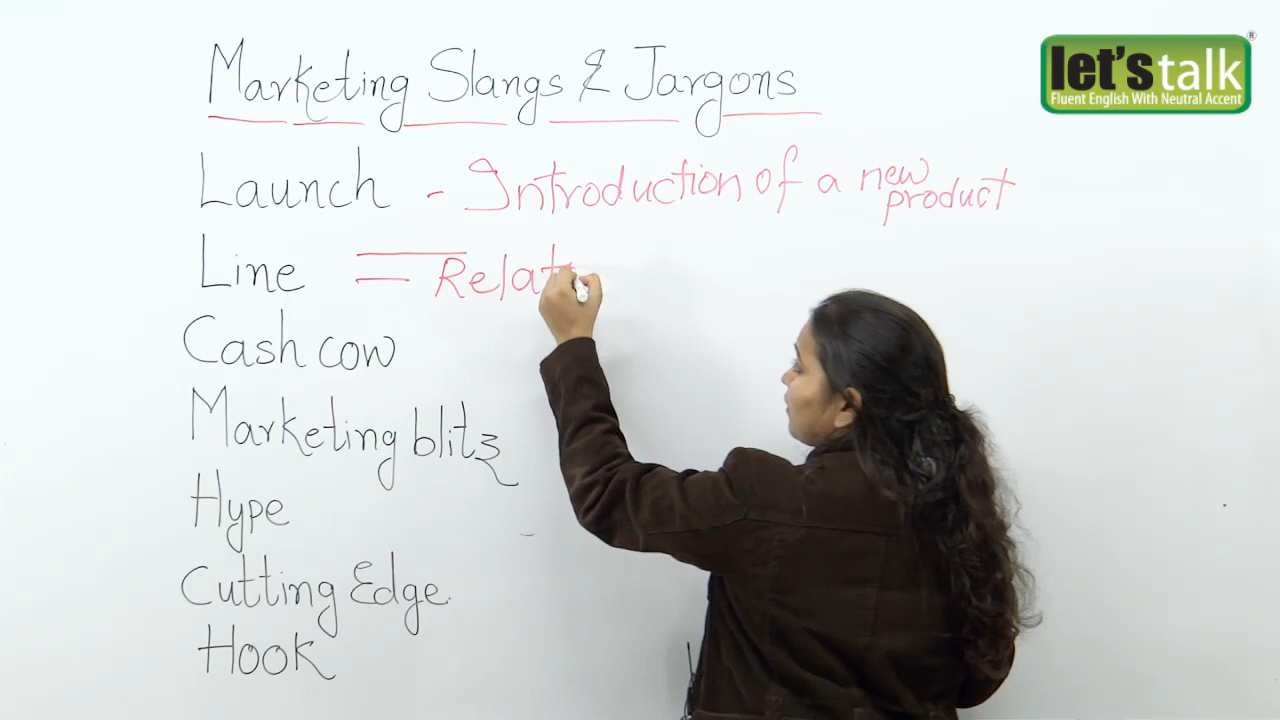 Marketing Slangs & Jargons
let's talk
®
Fluent English With Neutral Accent
Launch - Introduction of a new
product
Line = Relat
Cash cow
Marketing blitz
Hype
Cutting Edge
Hook